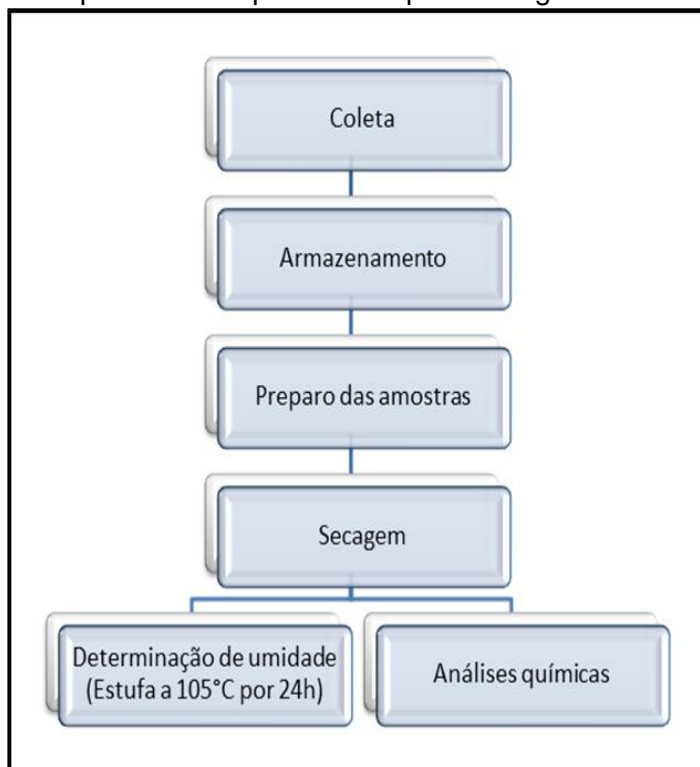 Coleta
Armazenamento
Preparo das amostras
Secagem
Determinação de umidade
(Estufa a 105°C por 24h)
Análises químicas